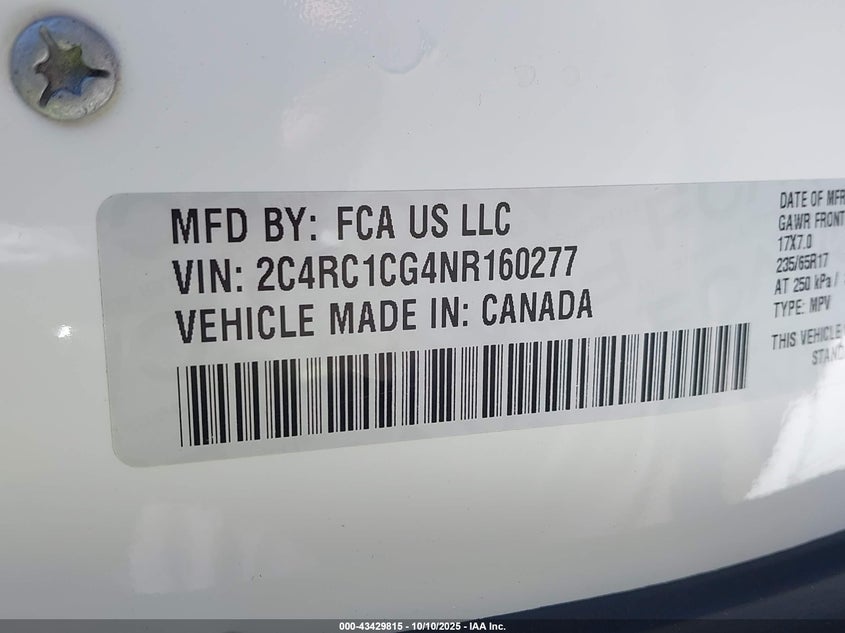 MFD BY: FCA US LLC
VIN: 2C4RC1CG4NR160277
VEHICLE MADE IN: CANADA
DATE OF MFR
GAWR FRONT
17X7.0
235/65R17
AT 250 kPa /
TYPE: MPV
THIS VEHICLE
000-43429815 - 10/10/2025 - IAA Inc.